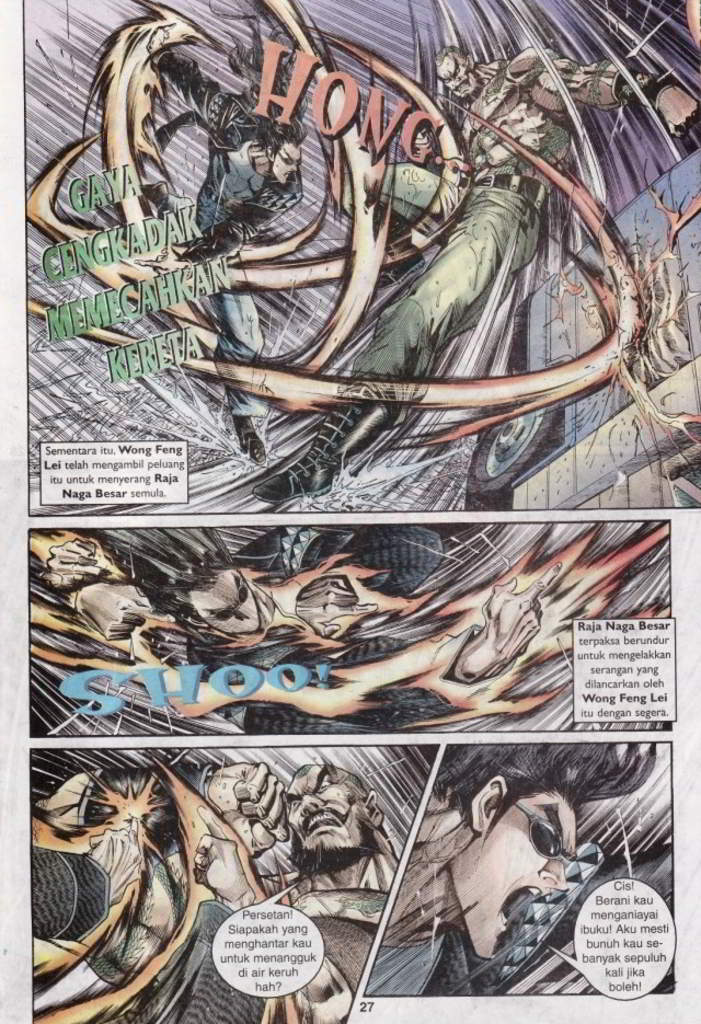 HONG...
GAYA
CENGKADAK
MEMECAHKAN
KERETA
Sementara itu, Wong Feng
Lei telah mengambil peluang
itu untuk menyerang Raja
Naga Besar semula.
SHOO!
Raja Naga Besar
terpaksa berundur
untuk mengelakkan
serangan yang
dilancarkan oleh
Wong Feng Lei
itu dengan segera.
Persetan!
Siapakah yang
menghantar kau
untuk menangguk
di air keruh
hah?
Cis!
Berani kau
menganiayai
ibuku! Aku mesti
bunuh kau se-
banyak sepuluh
kali jika
boleh!
27